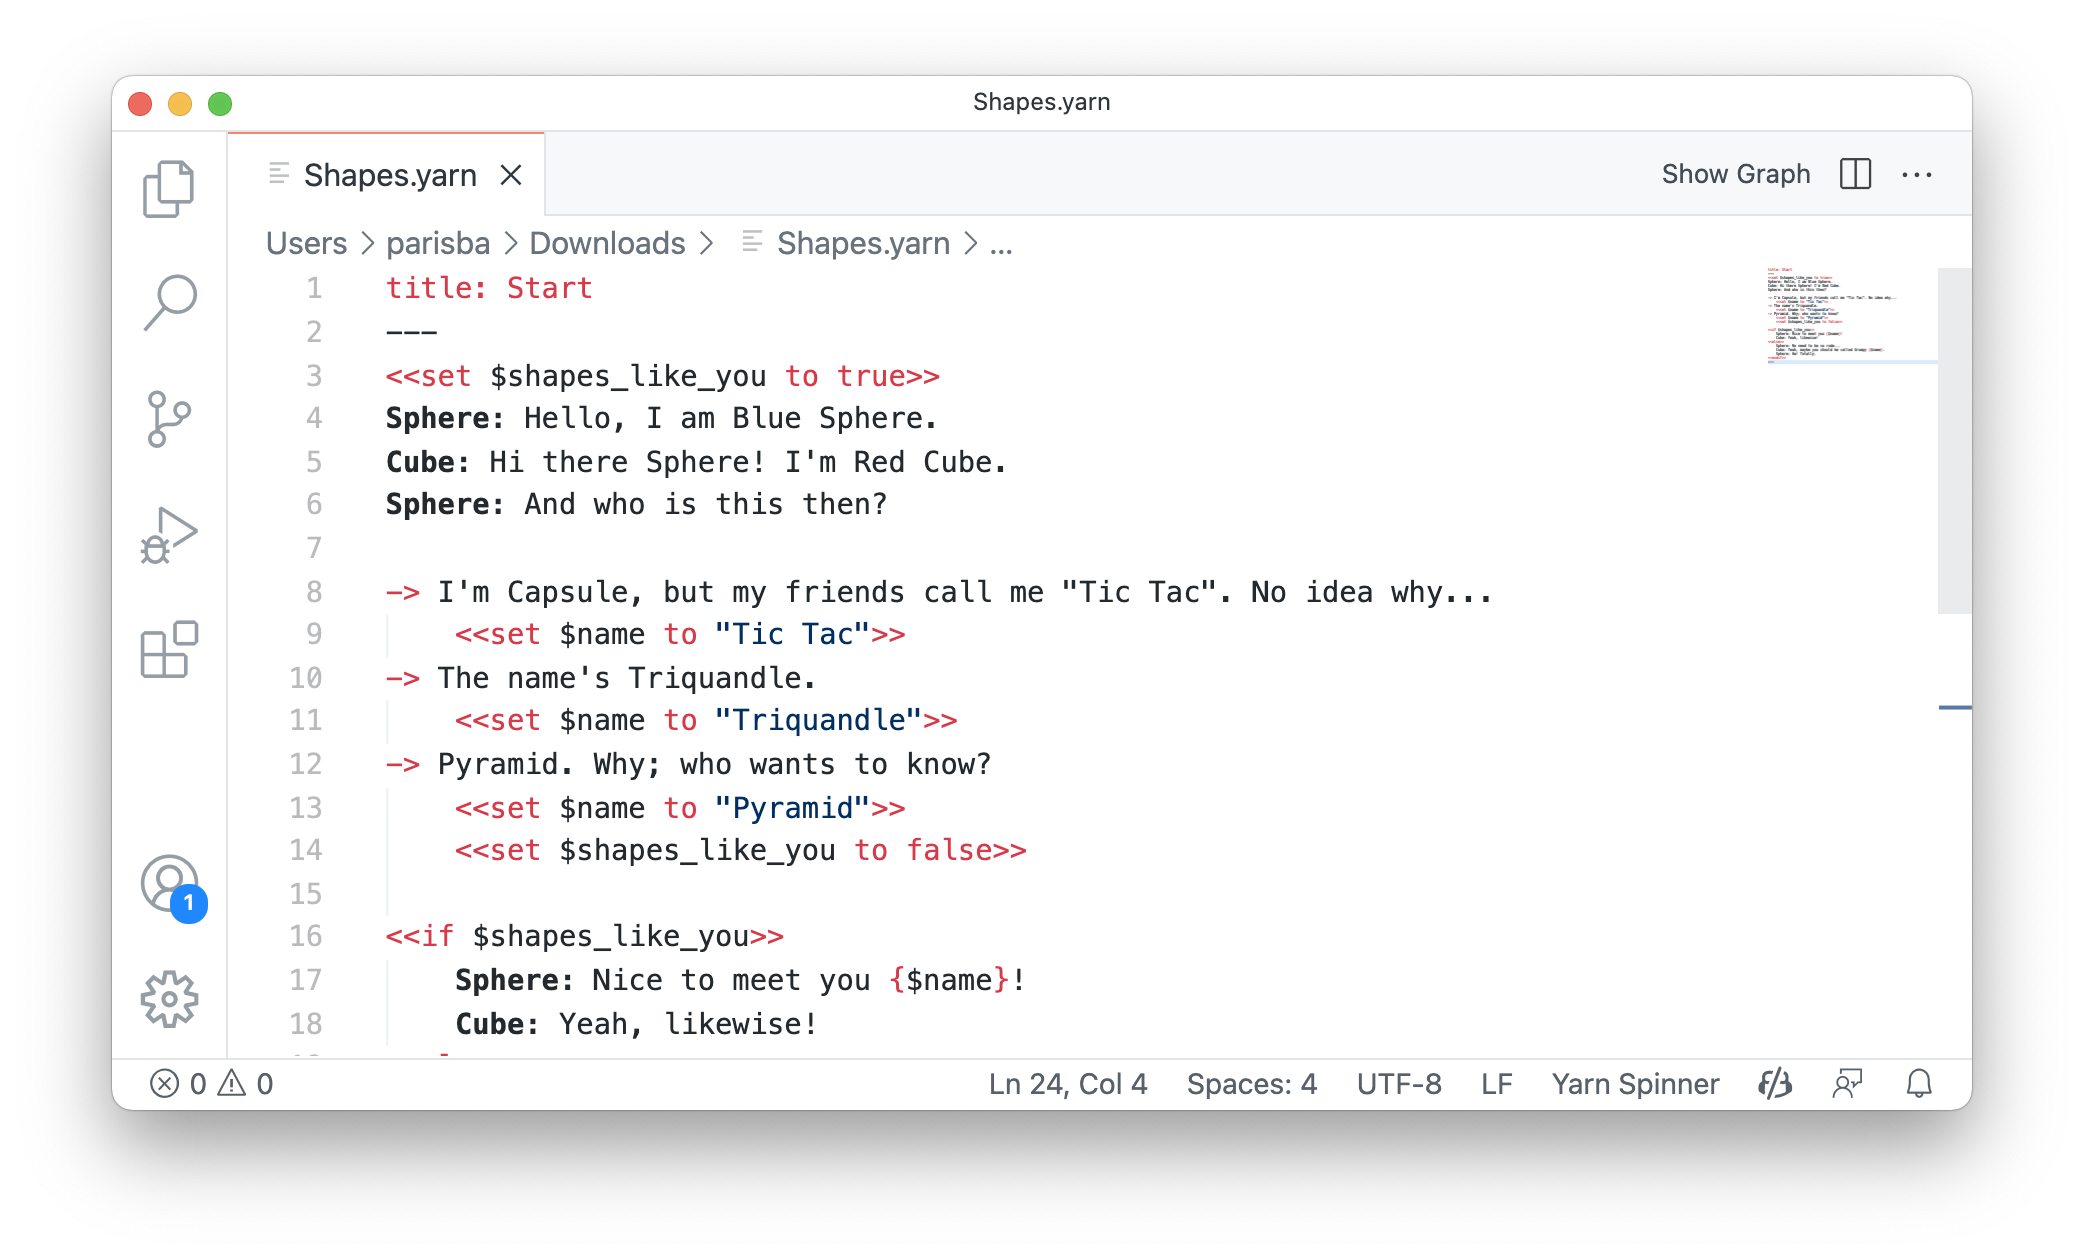 Shapes.yarn
Shapes.yarn
Show Graph
Users > parisba > Downloads > Shapes.yarn > ...
1 title: Start
2 ---
3 <<set $shapes_like_you to true>>
4 Sphere: Hello, I am Blue Sphere.
5 Cube: Hi there Sphere! I'm Red Cube.
6 Sphere: And who is this then?
7
8 -> I'm Capsule, but my friends call me "Tic Tac". No idea why...
9 <<set $name to "Tic Tac">>
10 -> The name's Triquandle.
11 <<set $name to "Triquandle">>
12 -> Pyramid. Why; who wants to know?
13 <<set $name to "Pyramid">>
14 <<set $shapes_like_you to false>>
15
16 <<if $shapes_like_you>>
17 Sphere: Nice to meet you {$name}!
18 Cube: Yeah, likewise!
1
0 0 Ln 24, Col 4 Spaces: 4 UTF-8 LF Yarn Spinner